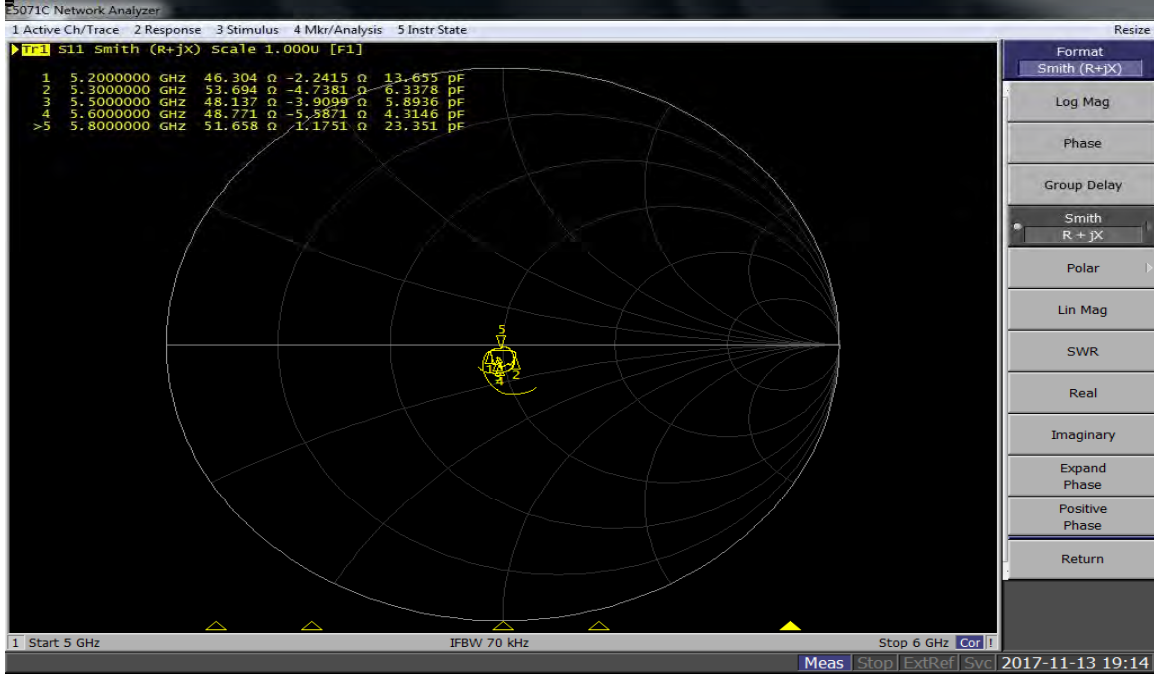 E5071C Network Analyzer
1 Active Ch/Trace 2 Response 3 Stimulus 4 Mkr/Analysis 5 Instr State
Resize
Tr1 S11 Smith (R+jX) Scale 1.000U [F1]
1 5.2000000 GHz 46.304 Ω -2.2415 Ω 13.655 pF
2 5.3000000 GHz 53.694 Ω -4.7381 Ω 6.3378 pF
3 5.5000000 GHz 48.137 Ω -3.9099 Ω 5.8936 pF
4 5.6000000 GHz 48.771 Ω -5.5871 Ω 4.3146 pF
>5 5.8000000 GHz 51.658 Ω -1.1751 Ω 23.351 pF
5
2
4
Format
Smith (R+jX)
Log Mag
Phase
Group Delay
Smith
R + jX
Polar
Lin Mag
SWR
Real
Imaginary
Expand
Phase
Positive
Phase
Return
1 Start 5 GHz
IFBW 70 kHz
Stop 6 GHz Cor !
Meas Stop ExtRef Svc 2017-11-13 19:14